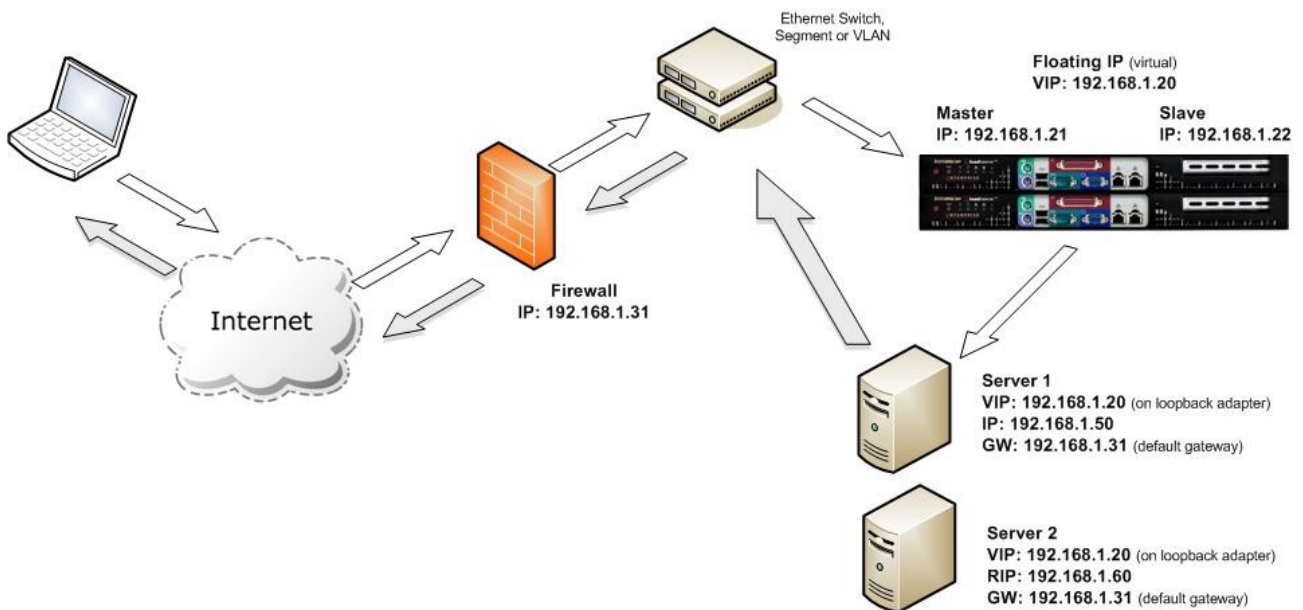 Ethernet Switch,
Segment or VLAN
Floating IP (virtual)
VIP: 192.168.1.20
Master
IP: 192.168.1.21
Slave
IP: 192.168.1.22
Firewall
IP: 192.168.1.31
Internet
Server 1
VIP: 192.168.1.20 (on loopback adapter)
IP: 192.168.1.50
GW: 192.168.1.31 (default gateway)
Server 2
VIP: 192.168.1.20 (on loopback adapter)
RIP: 192.168.1.60
GW: 192.168.1.31 (default gateway)